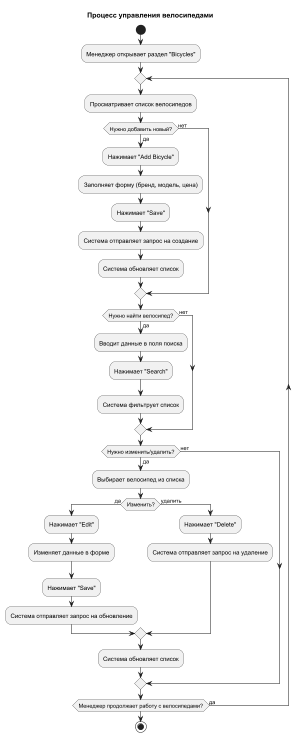 Процесс управления велосипедами
Менеджер открывает раздел "Bicycles"
Просматривает список велосипедов
Нужно добавить новый?
нет
да
Нажимает "Add Bicycle"
Заполняет форму (бренд, модель, цена)
Нажимает "Save"
Система отправляет запрос на создание
Система обновляет список
Нужно найти велосипед?
нет
да
Вводит данные в поля поиска
Нажимает "Search"
Система фильтрует список
Нужно изменить/удалить?
нет
да
Выбирает велосипед из списка
да
Изменить?
удалить
Нажимает "Edit"
Нажимает "Delete"
Изменяет данные в форме
Система отправляет запрос на удаление
Нажимает "Save"
Система отправляет запрос на обновление
Система обновляет список
Менеджер продолжает работу с велосипедами?
да